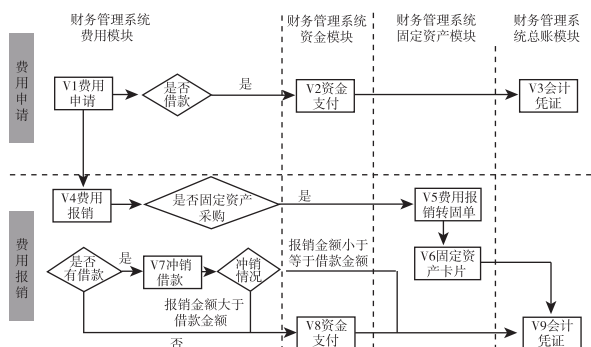 财务管理系统
费用模块
财务管理系统
资金模块
财务管理系统
固定资产模块
财务管理系
统总账模块
费用申请
V1费用
申请
是否
借款
是
V2资金
支付
V3会计
凭证
V4费用
报销
是否固定资产
采购
是
V5费用报
销转固单
费用报销
是否
有借款
是
V7冲销
借款
冲销
情况
报销金额小于
等于借款金额
V6固定资
产卡片
报销金额大于
借款金额
否
V8资金
支付
V9会计
凭证